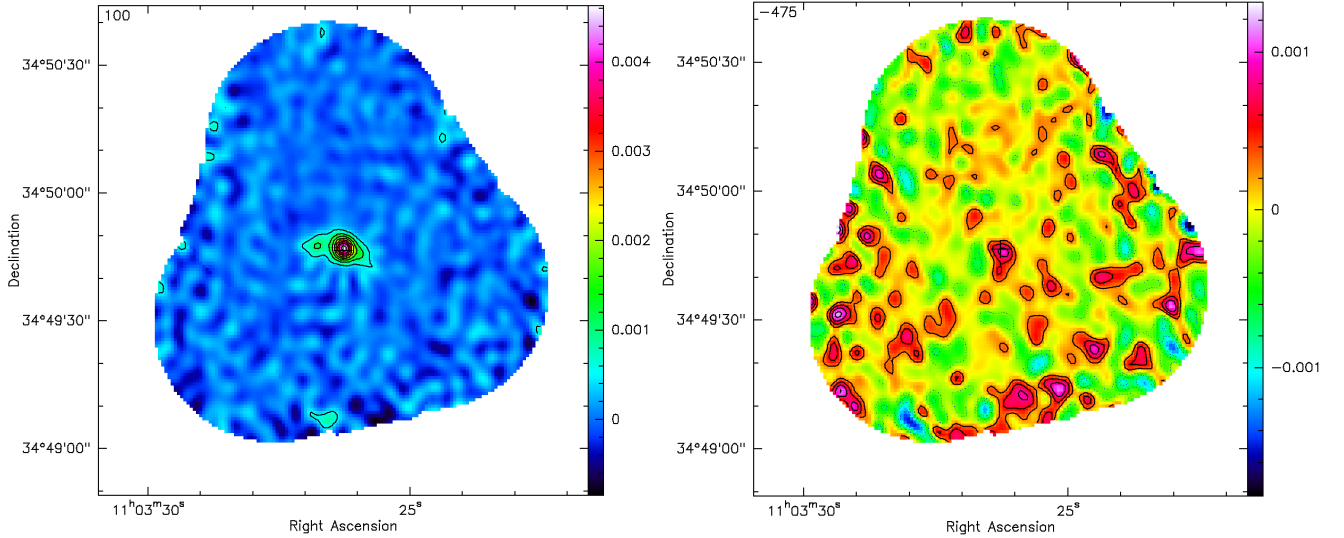 100
34°50'30"
34°50'00"
34°49'30"
34°49'00"
Declination
11ʰ03ᵐ30ˢ
25ˢ
Right Ascension
0.004
0.003
0.002
0.001
0
-475
34°50'30"
34°50'00"
34°49'30"
34°49'00"
Declination
11ʰ03ᵐ30ˢ
25ˢ
Right Ascension
0.001
0
−0.001